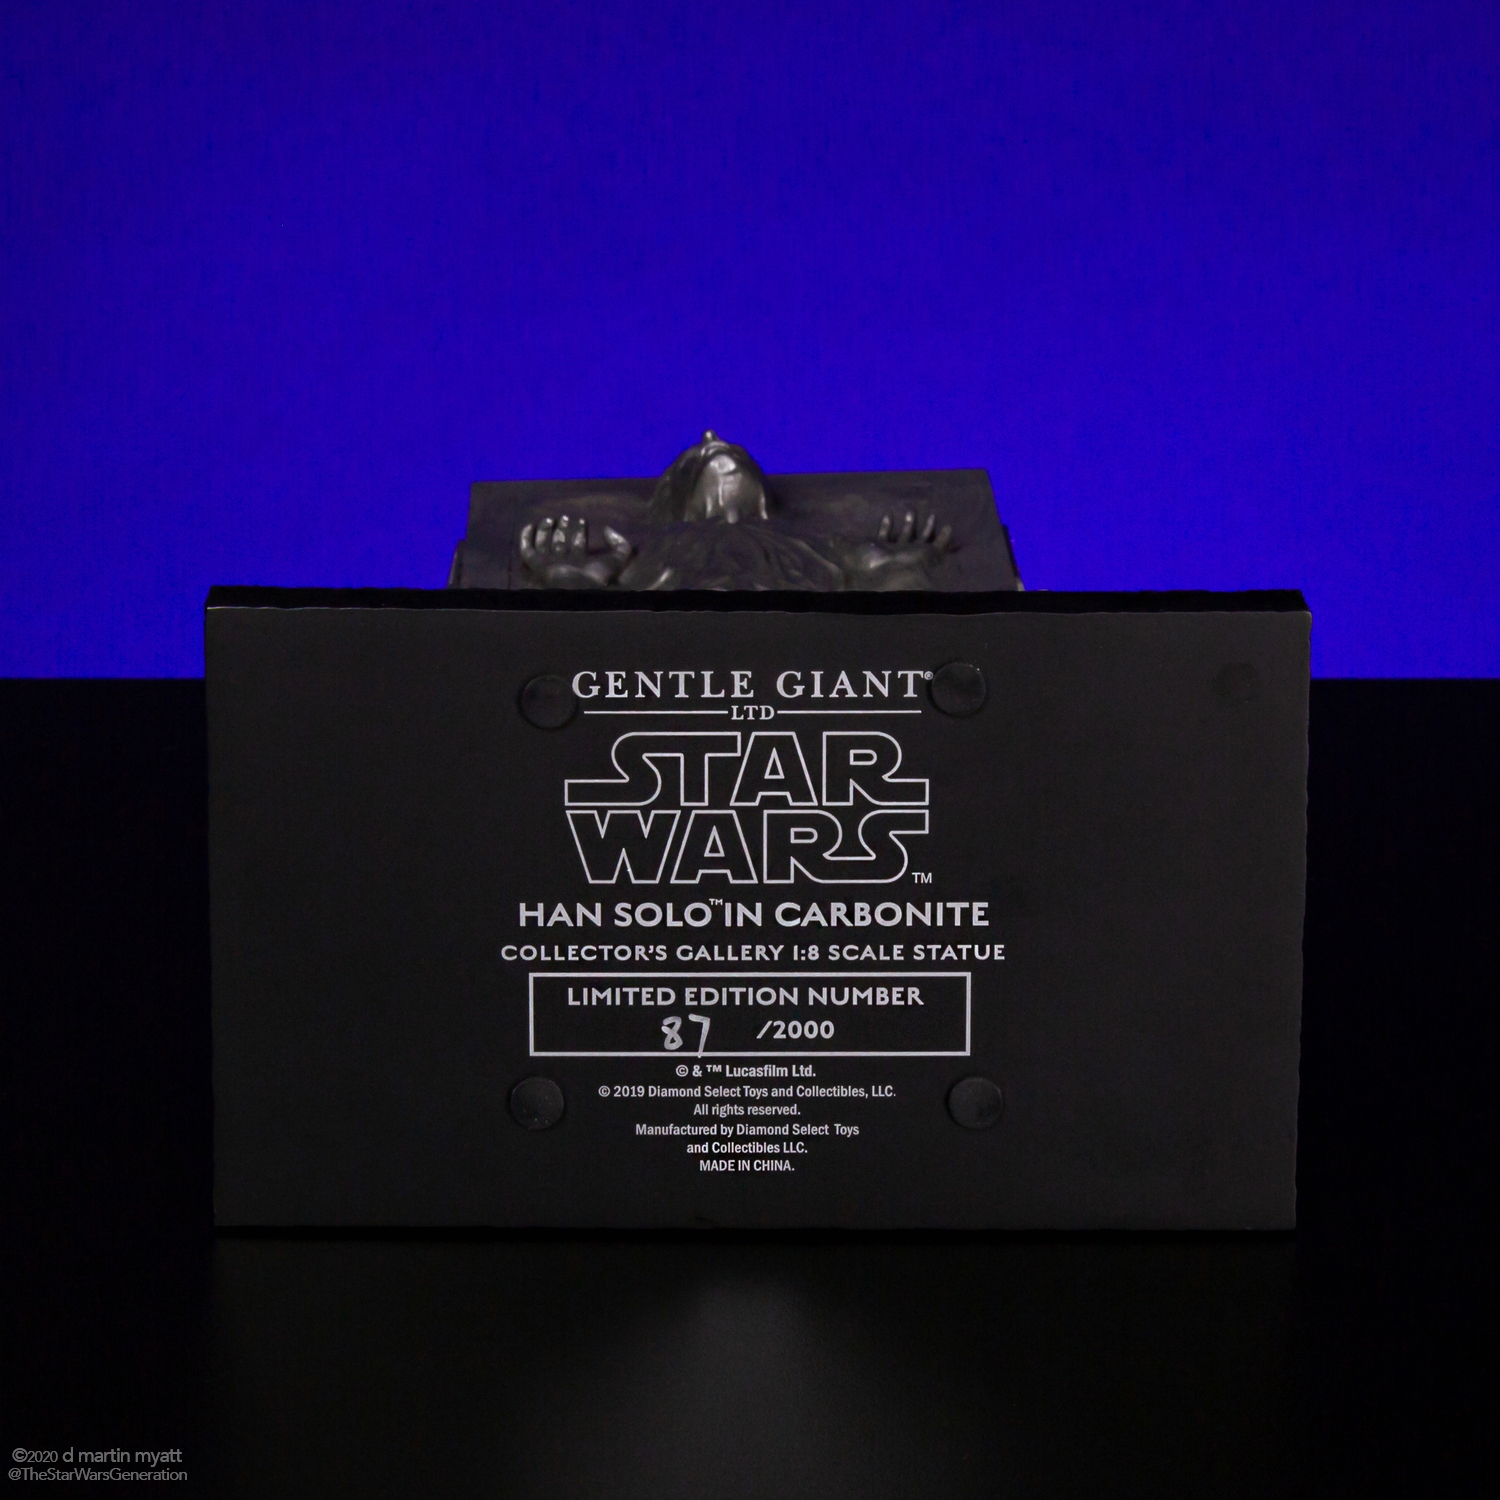 GENTLE GIANT®
LTD
STAR
WARS™
HAN SOLO™ IN CARBONITE
COLLECTOR'S GALLERY 1:8 SCALE STATUE
LIMITED EDITION NUMBER
87 /2000
© & ™ Lucasfilm Ltd.
© 2019 Diamond Select Toys and Collectibles, LLC.
All rights reserved.
Manufactured by Diamond Select Toys
and Collectibles LLC.
MADE IN CHINA.
©2020 d martin myatt
@TheStarWarsGeneration